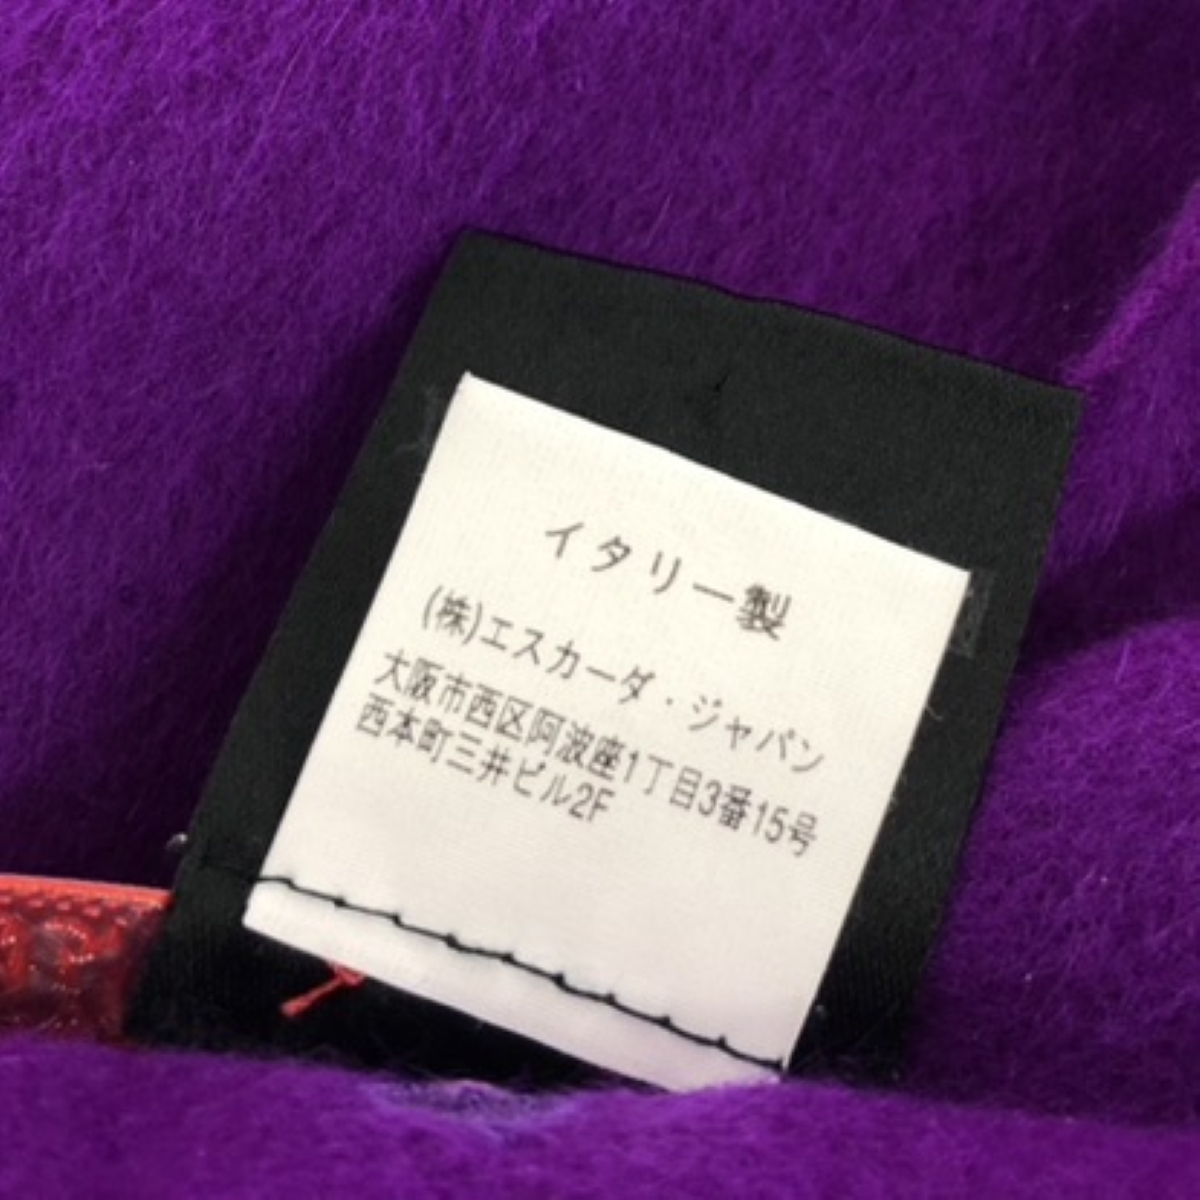 イタリー製
(株)エスカーダ・ジャパン
大阪市西区阿波座1丁目3番15号
西本町三井ビル2F